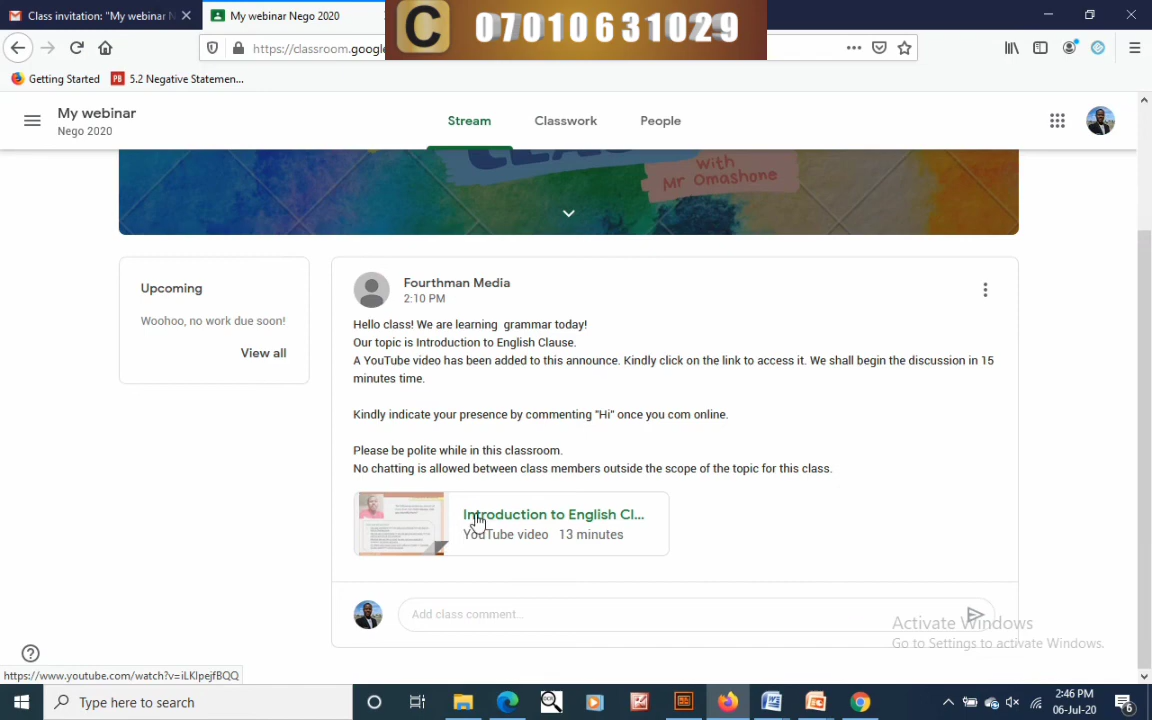 Class invitation: "My webinar N
My webinar Nego 2020
C 07010631029
https://classroom.google
Getting Started
5.2 Negative Statemen...
My webinar
Nego 2020
Stream
Classwork
People
With
Mr Omashone
Upcoming
Woohoo, no work due soon!
View all
Fourthman Media
2:10 PM
Hello class! We are learning grammar today!
Our topic is Introduction to English Clause.
A YouTube video has been added to this announce. Kindly click on the link to access it. We shall begin the discussion in 15
minutes time.
Kindly indicate your presence by commenting "Hi" once you com online.
Please be polite while in this classroom.
No chatting is allowed between class members outside the scope of the topic for this class.
Introduction to English Cl...
YouTube video 13 minutes
Add class comment...
Activate Windows
Go to Settings to activate Windows.
https://www.youtube.com/watch?v=iLKlpejfBQQ
Type here to search
2:46 PM
06-Jul-20
6